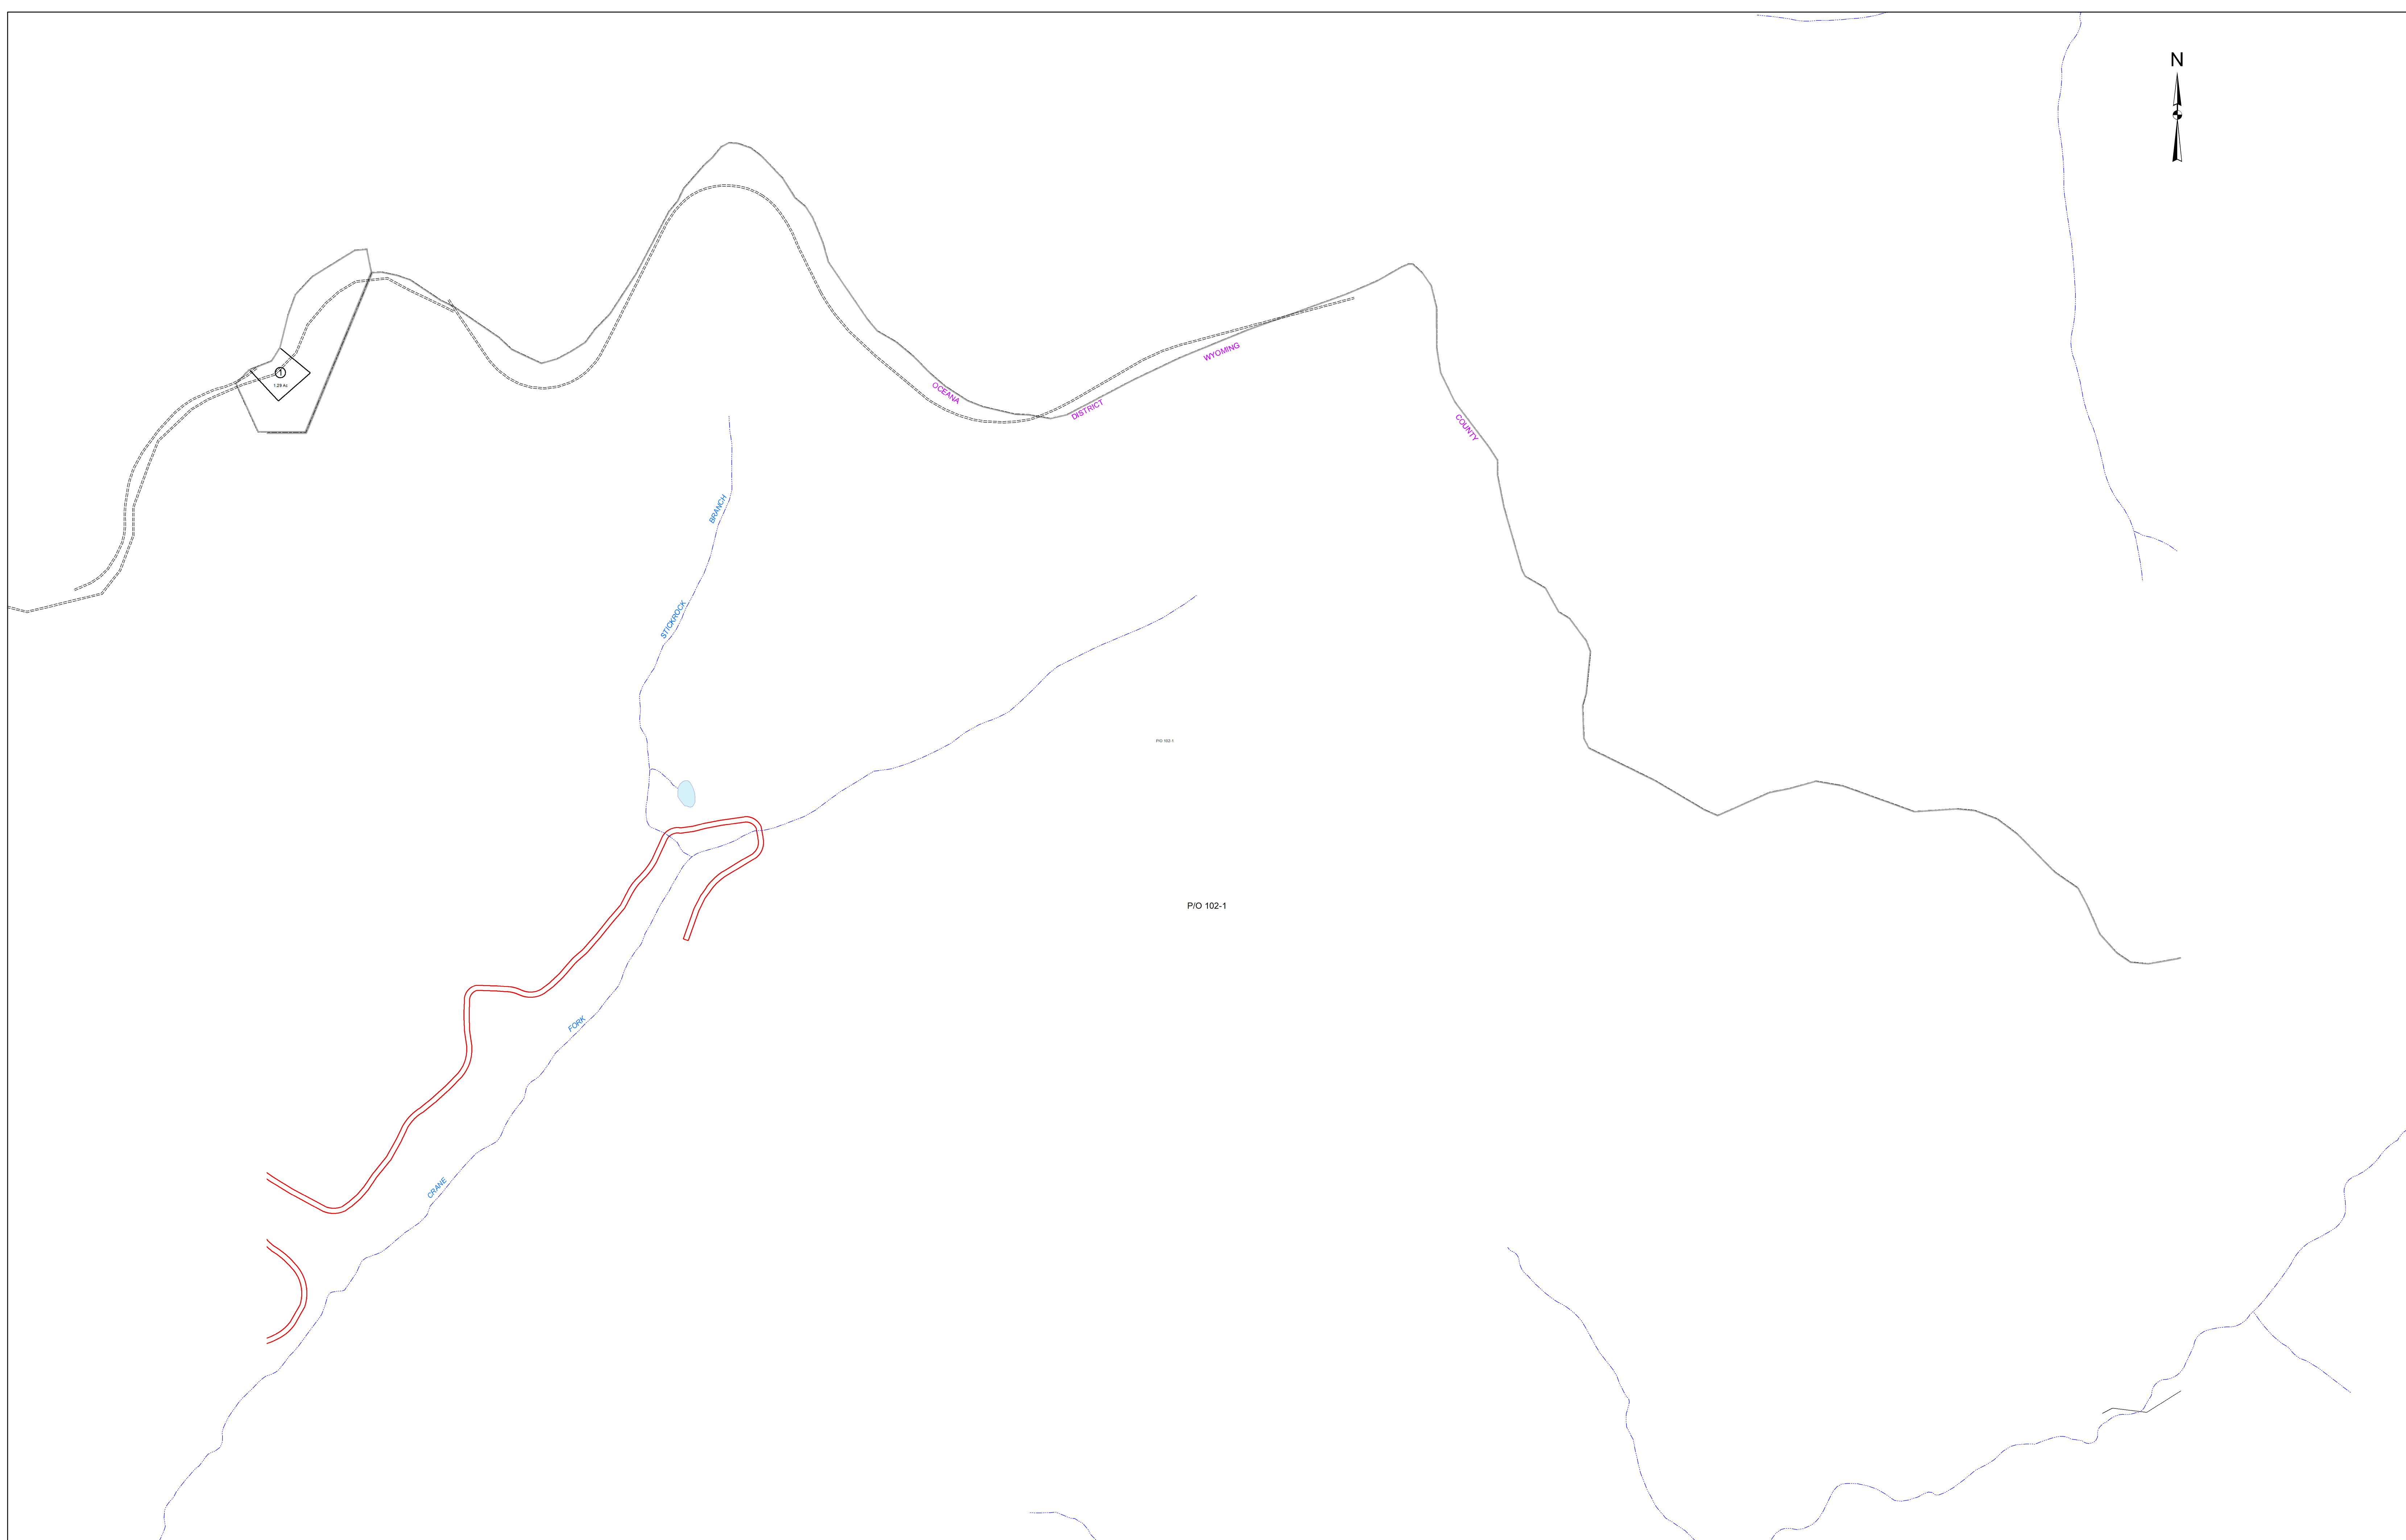 N
WYOMING
1
1.29 Ac
OCEANA
DISTRICT
COUNTY
BRANCH
STICKROCK
P/O 102-1
P/O 102-1
FORK
CRANE